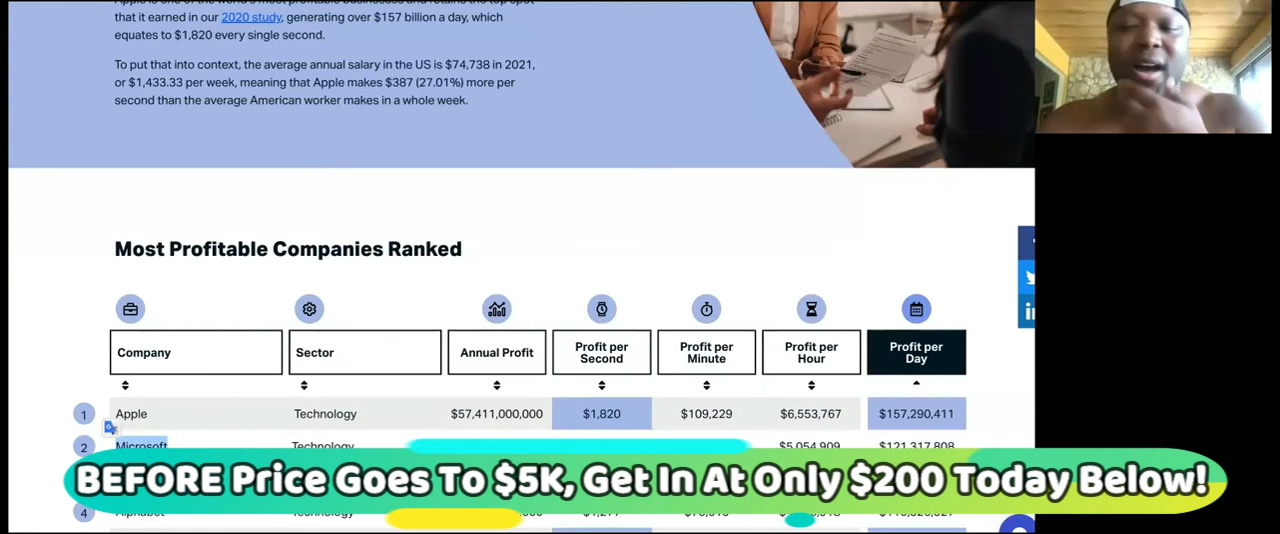 that it earned in our 2020 study, generating over $157 billion a day, which
equates to $1,820 every single second.
To put that into context, the average annual salary in the US is $74,738 in 2021,
or $1,433.33 per week, meaning that Apple makes $387 (27.01%) more per
second than the average American worker makes in a whole week.
Most Profitable Companies Ranked
Company Sector Annual Profit Profit per Second Profit per Minute Profit per Hour Profit per Day
1 Apple Technology $57,411,000,000 $1,820 $109,229 $6,553,767 $157,290,411
2 Microsoft Technology $5,054,909 $121,317,808
BEFORE Price Goes To $5K, Get In At Only $200 Today Below!
4 Alphabet Technology